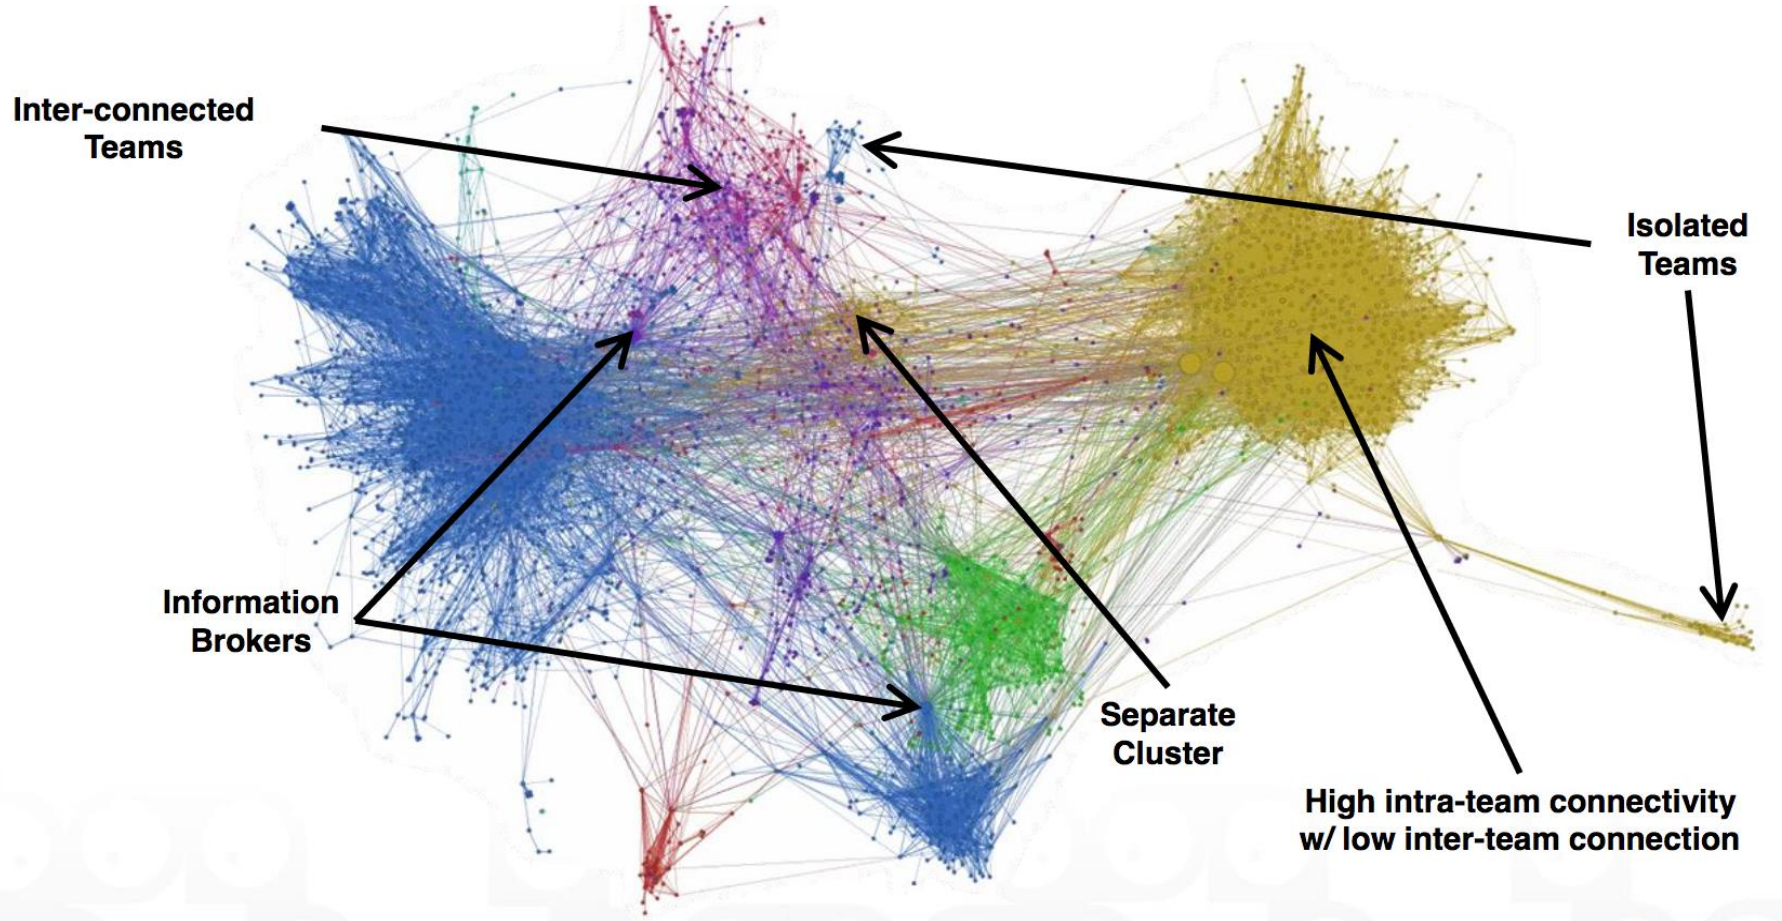 Inter-connected
Teams
Isolated
Teams
Information
Brokers
Separate
Cluster
High intra-team connectivity
w/ low inter-team connection